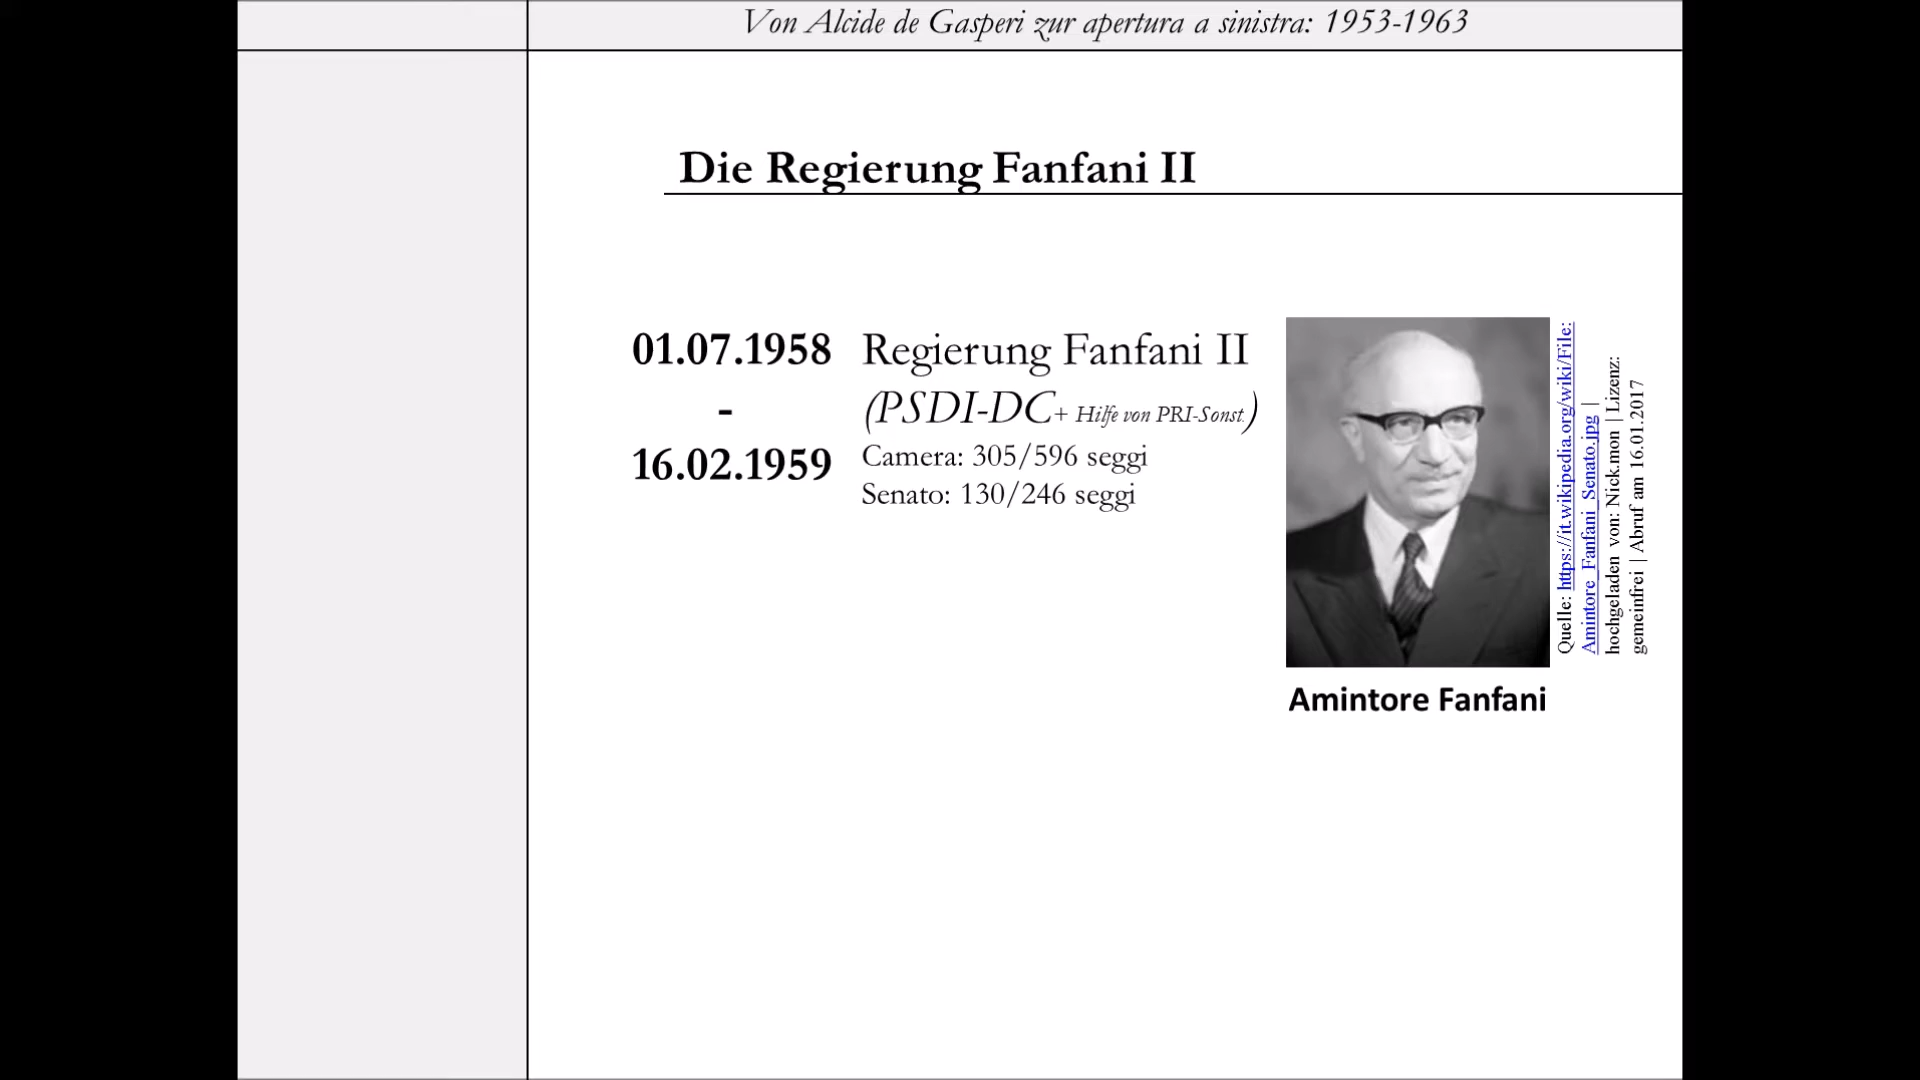 Von Alcide de Gasperi zur apertura a sinistra: 1953-1963
Die Regierung Fanfani II
01.07.1958
-
16.02.1959
Regierung Fanfani II
(PSDI-DC+ Hilfe von PRI-Sonst.)
Camera: 305/596 seggi
Senato: 130/246 seggi
Quelle: https://it.wikipedia.org/wiki/File:
Amintore_Fanfani_Senato.jpg |
hochgeladen von: Nick.mon | Lizenz:
gemeinfrei | Abruf am 16.01.2017
Amintore Fanfani